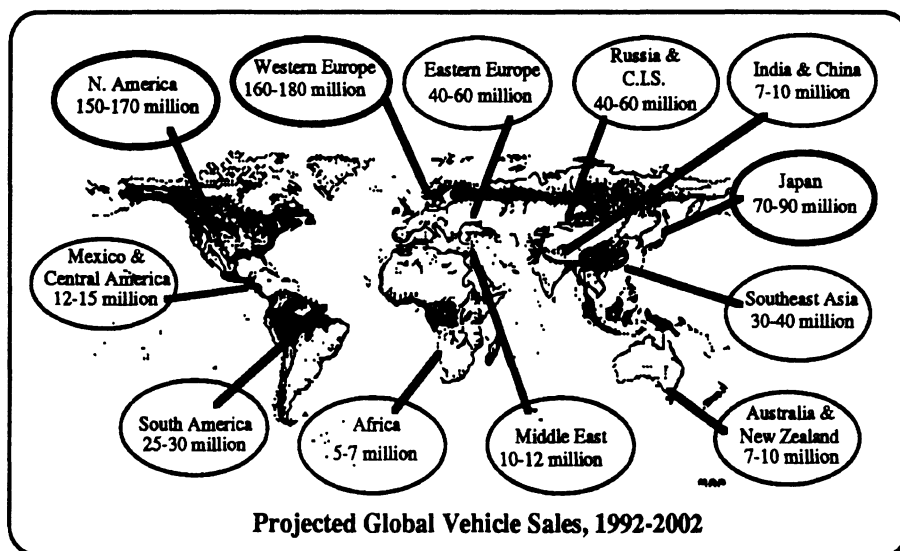 N. America
150-170 million
Western Europe
160-180 million
Eastern Europe
40-60 million
Russia &
C.I.S.
40-60 million
India & China
7-10 million
Japan
70-90 million
Mexico &
Central America
12-15 million
Southeast Asia
30-40 million
South America
25-30 million
Africa
5-7 million
Middle East
10-12 million
Australia &
New Zealand
7-10 million
Projected Global Vehicle Sales, 1992-2002